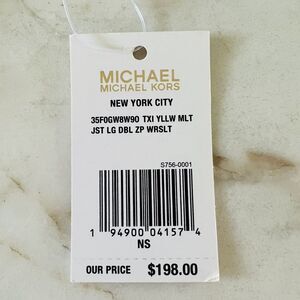 MICHAEL
MICHAEL KORS
NEW YORK CITY
35F0GW8W90 TXI YLLW MLT
JST LG DBL ZP WRSLT
S756-0001
1 94900 04157 4
NS
OUR PRICE $198.00